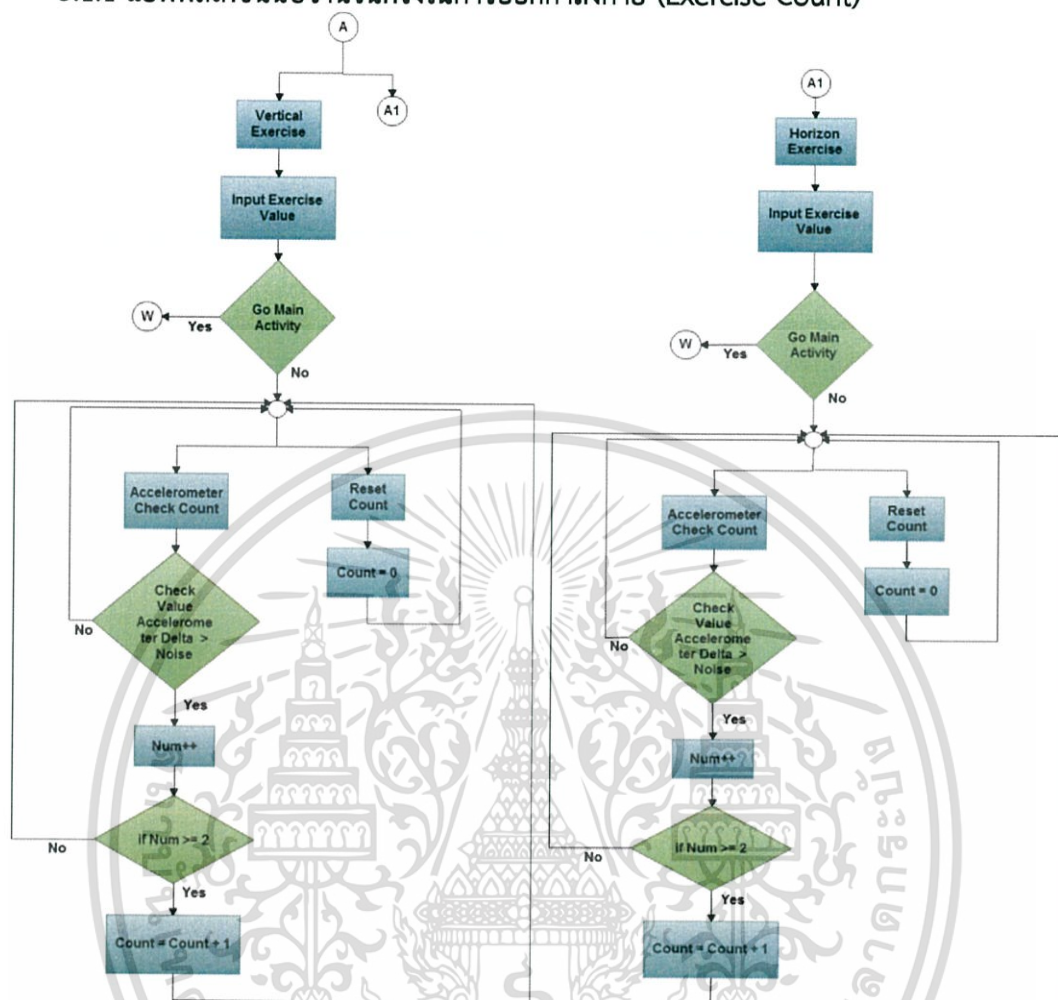 (Exercise Count)
A
A1
Vertical
Exercise
Input Exercise
Value
Go Main
Activity
W
Yes
No
Accelerometer
Check Count
Reset
Count
Count = 0
Check
Value
Accelerome
ter Delta >
Noise
No
Yes
Num++
if Num >= 2
No
Yes
Count = Count + 1
A1
Horizon
Exercise
Input Exercise
Value
Go Main
Activity
W
Yes
No
Accelerometer
Check Count
Reset
Count
Count = 0
Check
Value
Accelerome
ter Delta >
Noise
No
Yes
Num++
if Num >= 2
No
Yes
Count = Count + 1